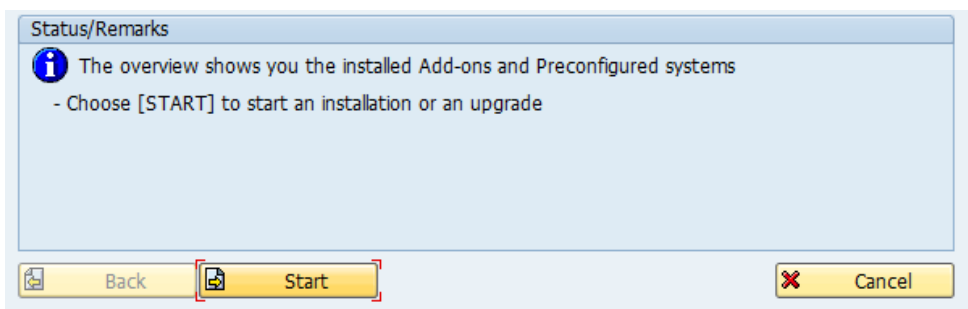 Status/Remarks
The overview shows you the installed Add-ons and Preconfigured systems
- Choose [START] to start an installation or an upgrade
Back Start Cancel